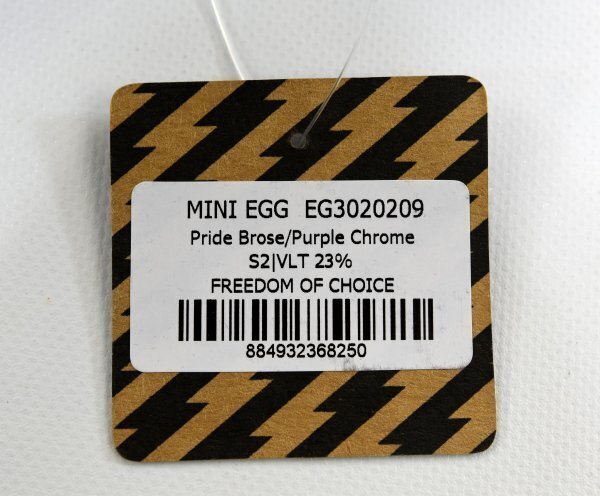 MINI EGG EG3020209
Pride Brose/Purple Chrome
S2|VLT 23%
FREEDOM OF CHOICE
884932368250